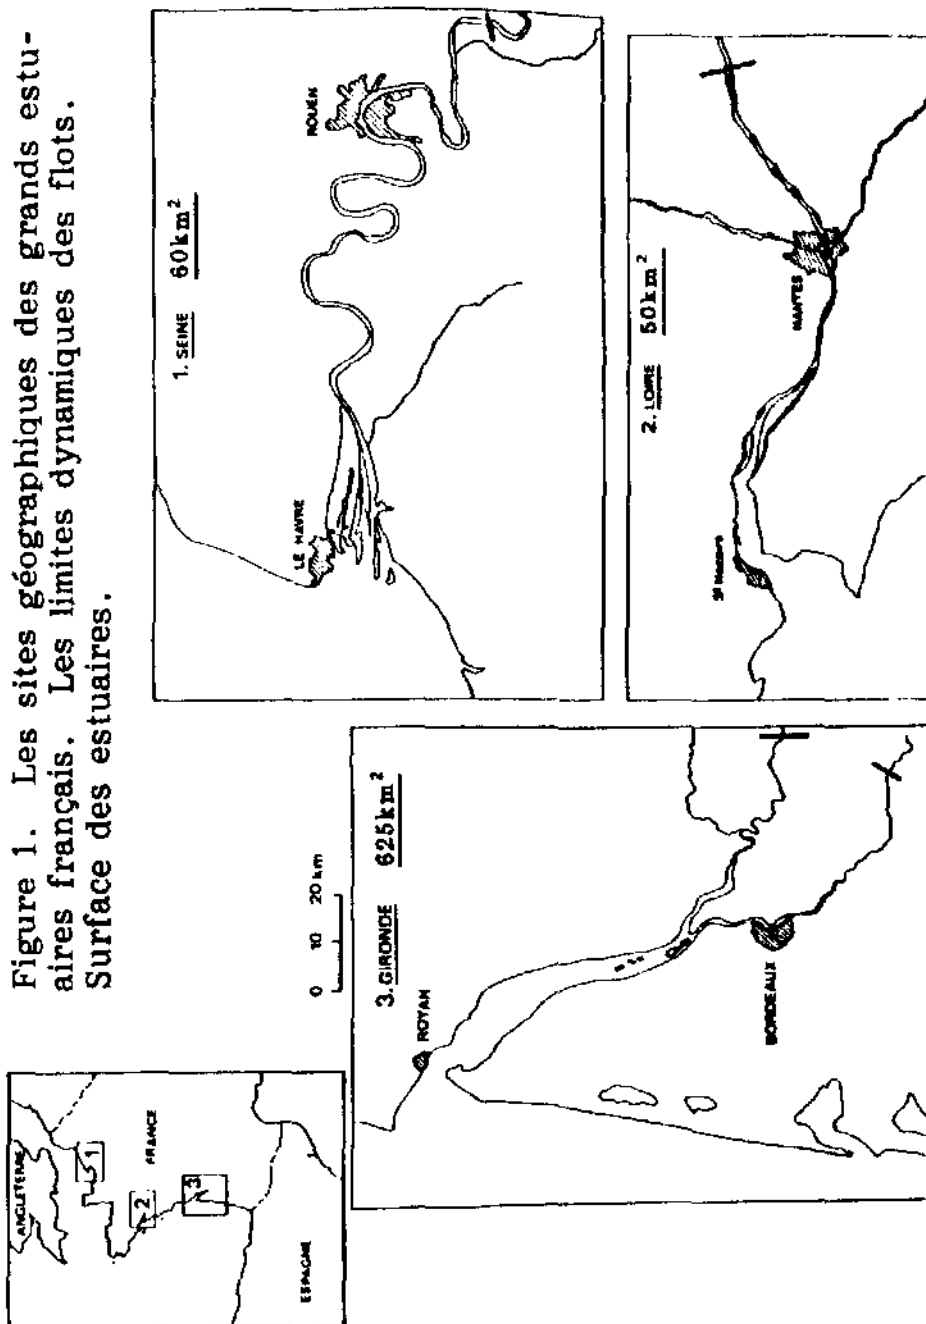 Figure 1. Les sites géographiques des grands estu-
aires français. Les limites dynamiques des flots.
Surface des estuaires.
ANGLETERRE
FRANCE
ESPAGNE
1
2
3
1. SEINE 60km²
LE HAVRE
ROUEN
2. LOIRE 50km²
Sᵗ Nazaire
NANTES
0 10 20 km
3. GIRONDE 625km²
ROYAN
BORDEAUX